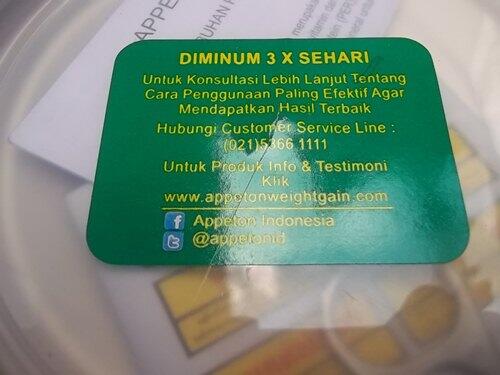 APPET
DIMINUM 3 X SEHARI
Untuk Konsultasi Lebih Lanjut Tentang
Cara Penggunaan Paling Efektif Agar
Mendapatkan Hasil Terbaik
Hubungi Customer Service Line :
(021)5366 1111
Untuk Produk Info & Testimoni
Klik
www.appetonweightgain.com
Appeton Indonesia
@appetonid